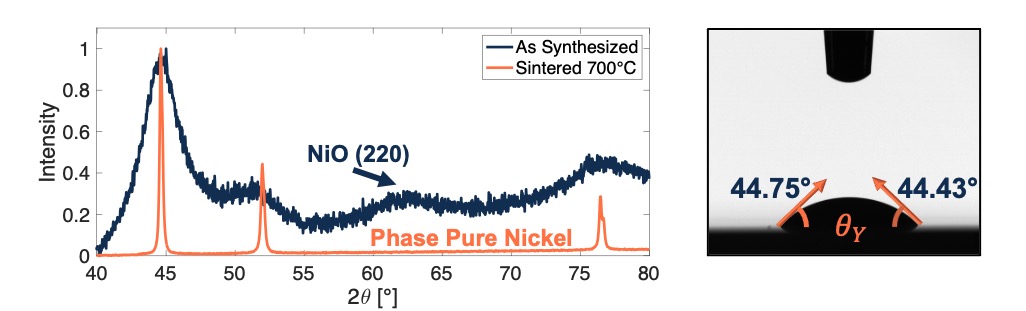 As Synthesized
Sintered 700°C
1
0.8
0.6
0.4
0.2
0
Intensity
NiO (220)
Phase Pure Nickel
40 45 50 55 60 65 70 75 80
2θ [°]
44.75° 44.43°
θY